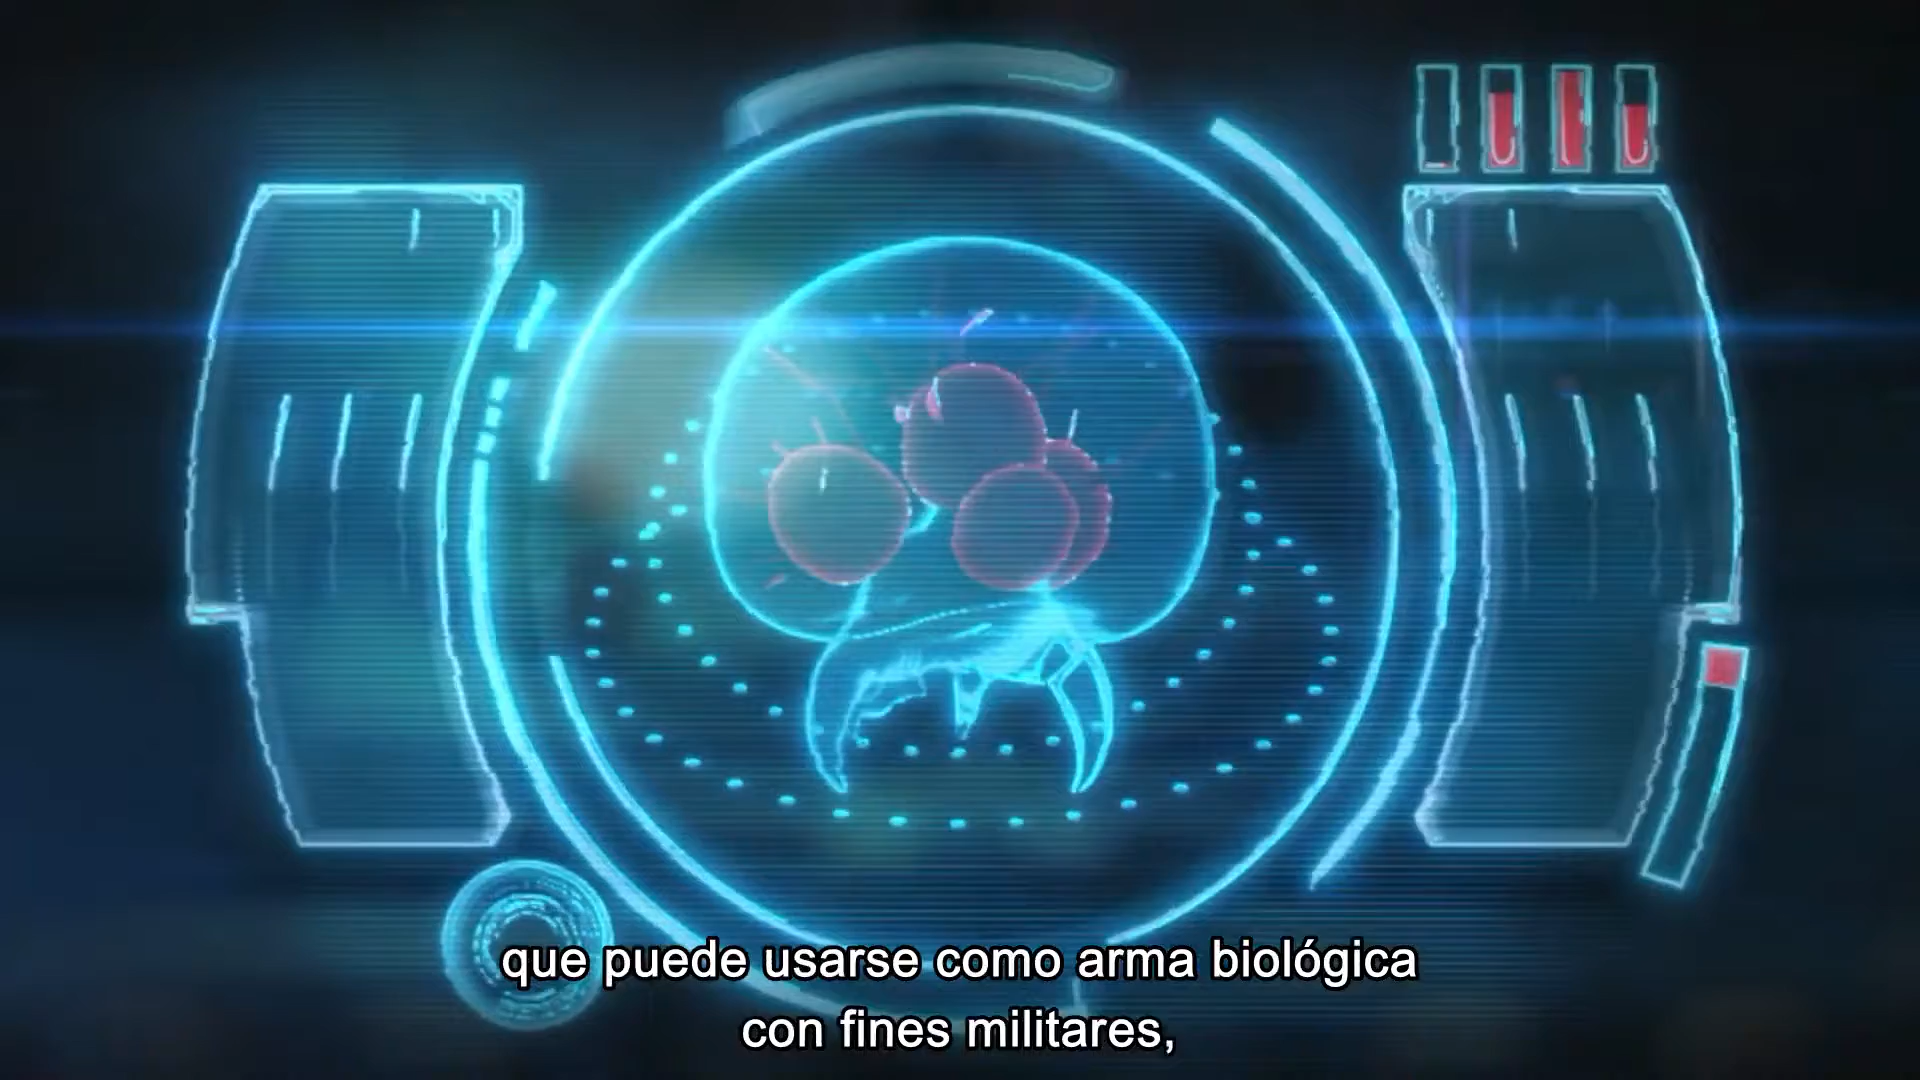 que puede usarse como arma biológica
con fines militares,